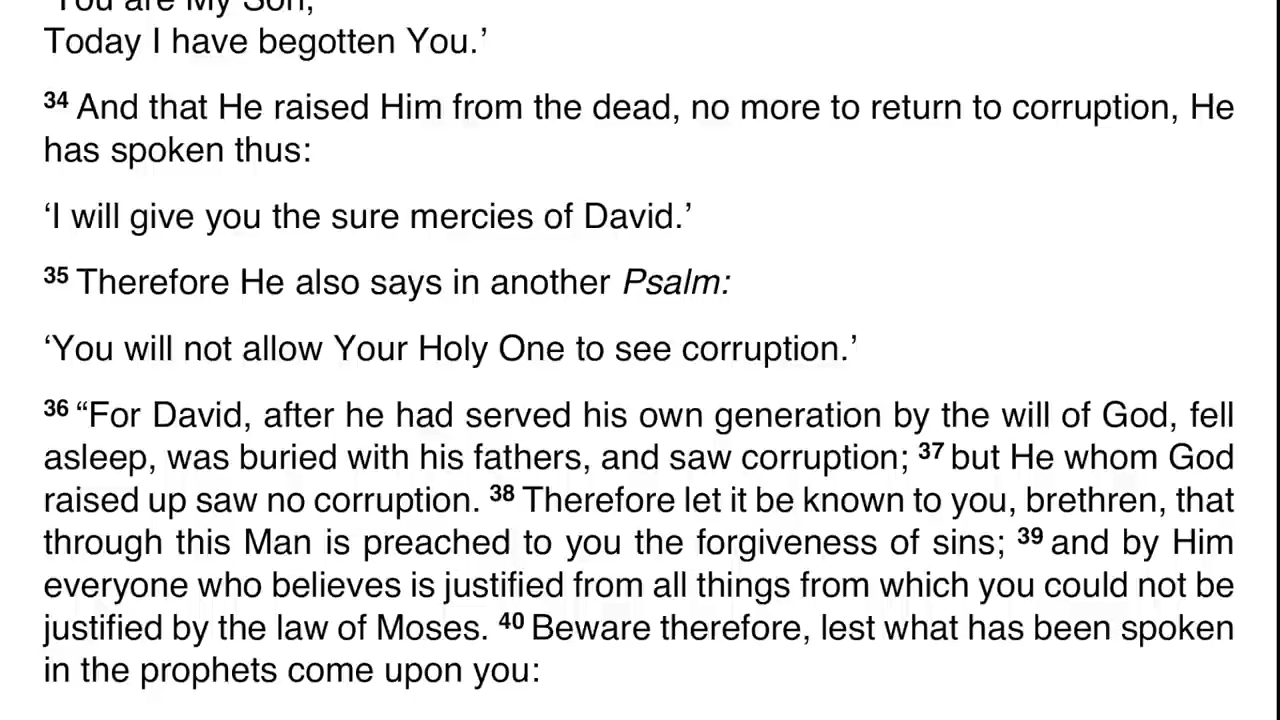 ‘You are My Son,
Today I have begotten You.’
34 And that He raised Him from the dead, no more to return to corruption, He
has spoken thus:
‘I will give you the sure mercies of David.’
35 Therefore He also says in another Psalm:
‘You will not allow Your Holy One to see corruption.’
36 “For David, after he had served his own generation by the will of God, fell
asleep, was buried with his fathers, and saw corruption; 37 but He whom God
raised up saw no corruption. 38 Therefore let it be known to you, brethren, that
through this Man is preached to you the forgiveness of sins; 39 and by Him
everyone who believes is justified from all things from which you could not be
justified by the law of Moses. 40 Beware therefore, lest what has been spoken
in the prophets come upon you: